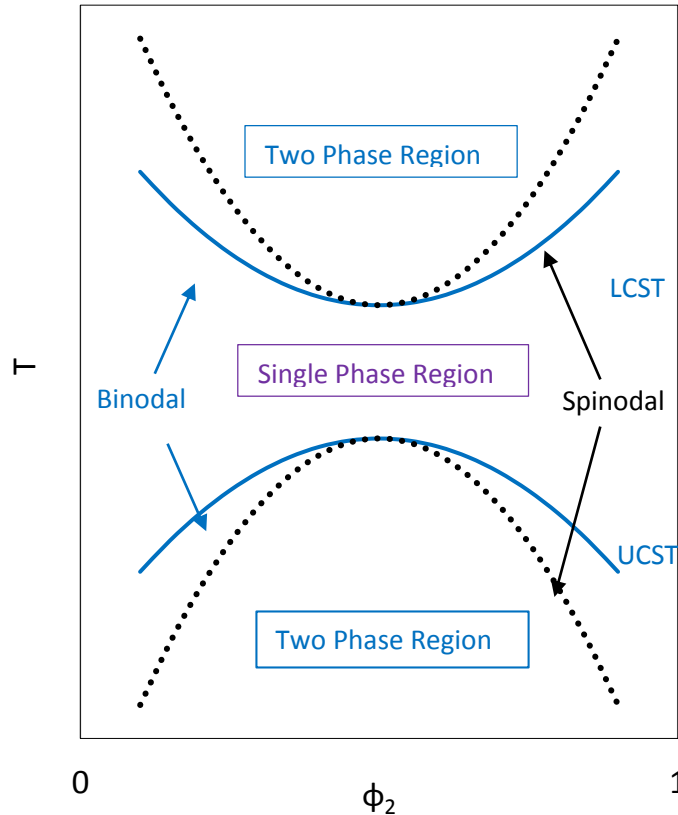 Two Phase Region
LCST
T
Single Phase Region
Binodal
Spinodal
UCST
Two Phase Region
0
1
ϕ₂